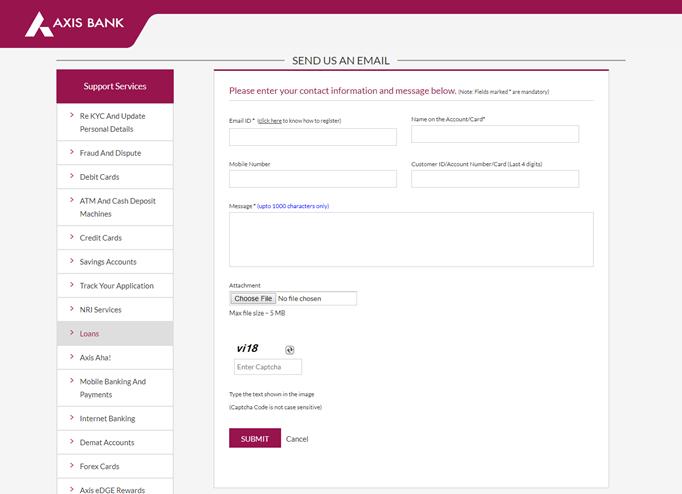 AXIS BANK
SEND US AN EMAIL
Support Services
Re KYC And Update
Personal Details
Fraud And Dispute
Debit Cards
ATM And Cash Deposit
Machines
Credit Cards
Savings Accounts
Track Your Application
NRI Services
Loans
Axis Aha!
Mobile Banking And
Payments
Internet Banking
Demat Accounts
Forex Cards
Axis eDGE Rewards
Please enter your contact information and message below. (Note: Fields marked * are mandatory)
Email ID * (click here to know how to register)
Name on the Account/Card*
Mobile Number
Customer ID/Account Number/Card (Last 4 digits)
Message * (upto 1000 characters only)
Attachment
Choose File No file chosen
Max file size – 5 MB
vi18
Enter Captcha
Type the text shown in the image
(Captcha Code is not case sensitive)
SUBMIT Cancel